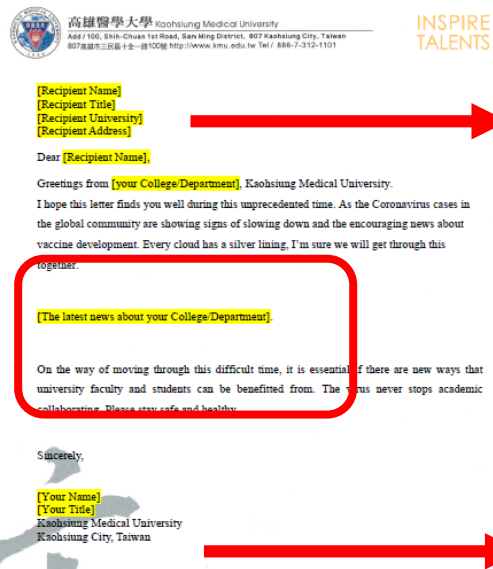 高雄醫學大學 Kaohsiung Medical University
Add / 100, Shih-Chuan 1st Road, San Ming District, 807 Kaohsiung City, Taiwan
807高雄市三民區十全一路100號 http://www.kmu.edu.tw Tel / 886-7-312-1101
INSPIRE
TALENTS
[Recipient Name]
[Recipient Title]
[Recipient University]
[Recipient Address]
Dear [Recipient Name],
Greetings from [your College/Department], Kaohsiung Medical University.
I hope this letter finds you well during this unprecedented time. As the Coronavirus cases in
the global community are showing signs of slowing down and the encouraging news about
vaccine development. Every cloud has a silver lining, I'm sure we will get through this
together.
[The latest news about your College/Department].
On the way of moving through this difficult time, it is essential if there are new ways that
university faculty and students can be benefitted from. The virus never stops academic
collaborating. Please stay safe and healthy.
Sincerely,
[Your Name]
[Your Title]
Kaohsiung Medical University
Kaohsiung City, Taiwan